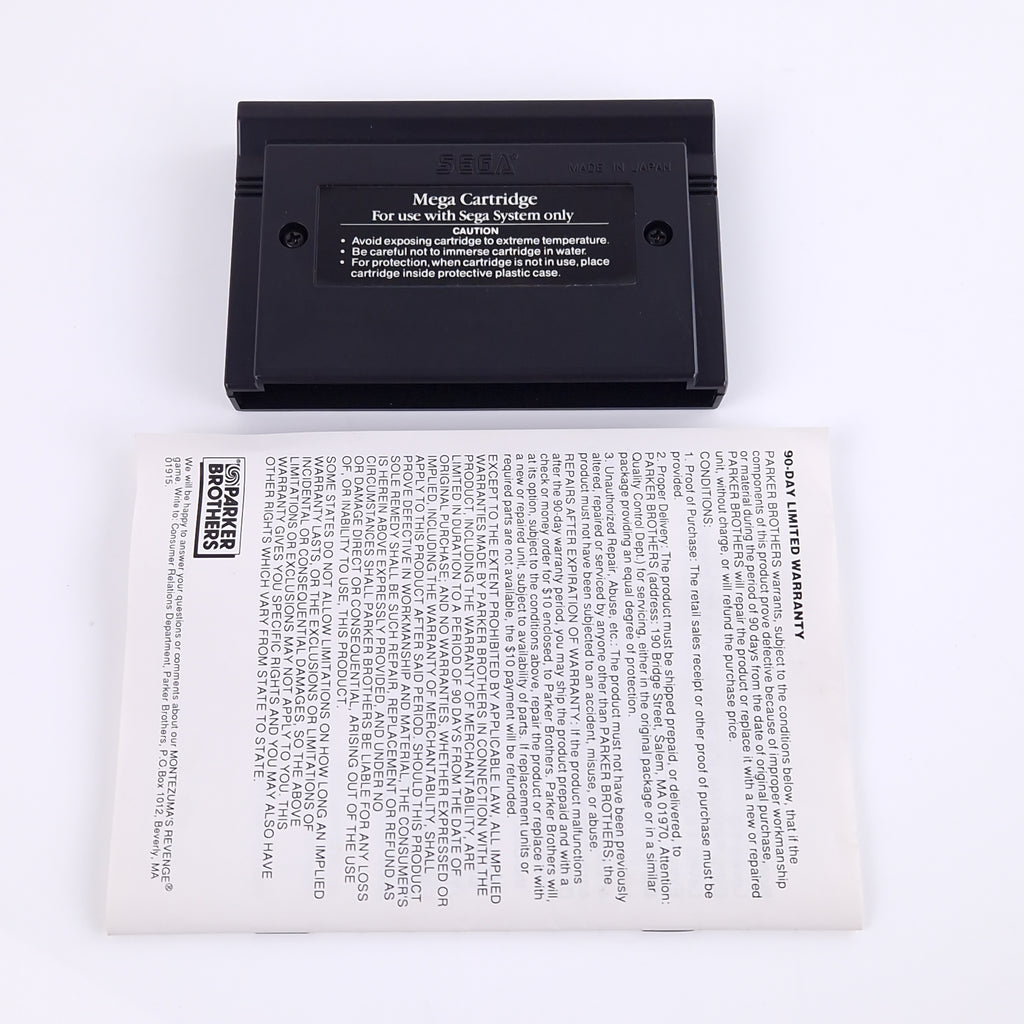 SEGA
MADE IN JAPAN
Mega Cartridge
For use with Sega System only
CAUTION
• Avoid exposing cartridge to extreme temperature.
• Be careful not to immerse cartridge in water.
• For protection, when cartridge is not in use, place
cartridge inside protective plastic case.
90-DAY LIMITED WARRANTY
PARKER BROTHERS warrants, subject to the conditions below, that if the
components of this product prove defective because of improper workmanship
or material during the period of 90 days from the date of original purchase,
PARKER BROTHERS will repair the product or replace it with a new or repaired
unit, without charge, or will refund the purchase price.
CONDITIONS:
1. Proof of Purchase: The retail sales receipt or other proof of purchase must be
provided.
2. Proper Delivery: The product must be shipped prepaid, or delivered, to
PARKER BROTHERS (address: 190 Bridge Street, Salem, MA 01970, Attention:
Quality Control Dept.) for servicing, either in the original package or in a similar
package providing an equal degree of protection.
3. Unauthorized Repair, Abuse, etc.: The product must not have been previously
altered, repaired or serviced by anyone other than PARKER BROTHERS; the
product must not have been subjected to an accident, misuse, or abuse.
REPAIRS AFTER EXPIRATION OF WARRANTY: If the product malfunctions
after the 90-day warranty period, you may ship the product prepaid and with a
check or money order for $10 enclosed, to Parker Brothers. Parker Brothers will,
at its option, subject to the conditions above, repair the product or replace it with
a new or repaired unit, subject to availability of parts. If replacement units or
required parts are not available, the $10 payment will be refunded.
EXCEPT TO THE EXTENT PROHIBITED BY APPLICABLE LAW, ALL IMPLIED
WARRANTIES MADE BY PARKER BROTHERS IN CONNECTION WITH THE
PRODUCT, INCLUDING THE WARRANTY OF MERCHANTABILITY, ARE
LIMITED IN DURATION TO A PERIOD OF 90 DAYS FROM THE DATE OF
ORIGINAL PURCHASE, AND NO WARRANTIES, WHETHER EXPRESSED OR
IMPLIED, INCLUDING THE WARRANTY OF MERCHANTABILITY, SHALL
APPLY TO THIS PRODUCT AFTER SAID PERIOD. SHOULD THIS PRODUCT
PROVE DEFECTIVE IN WORKMANSHIP AND MATERIAL, THE CONSUMER'S
SOLE REMEDY SHALL BE SUCH REPAIR, REPLACEMENT OR REFUND AS
IS HEREIN ABOVE EXPRESSLY PROVIDED, AND UNDER NO
CIRCUMSTANCES SHALL PARKER BROTHERS BE LIABLE FOR ANY LOSS
OR DAMAGE DIRECT OR CONSEQUENTIAL, ARISING OUT OF THE USE
OF, OR INABILITY TO USE, THIS PRODUCT.
SOME STATES DO NOT ALLOW LIMITATIONS ON HOW LONG AN IMPLIED
WARRANTY LASTS, OR THE EXCLUSIONS OR LIMITATIONS OF
INCIDENTAL OR CONSEQUENTIAL DAMAGES, SO THE ABOVE
LIMITATIONS OR EXCLUSIONS MAY NOT APPLY TO YOU. THIS
WARRANTY GIVES YOU SPECIFIC RIGHTS AND YOU MAY ALSO HAVE
OTHER RIGHTS WHICH VARY FROM STATE TO STATE.
PARKER
BROTHERS
We will be happy to answer your questions or comments about our MONTEZUMA'S REVENGE®
game. Write to: Consumer Relations Department, Parker Brothers, P.O. Box 1012, Beverly, MA
01915.